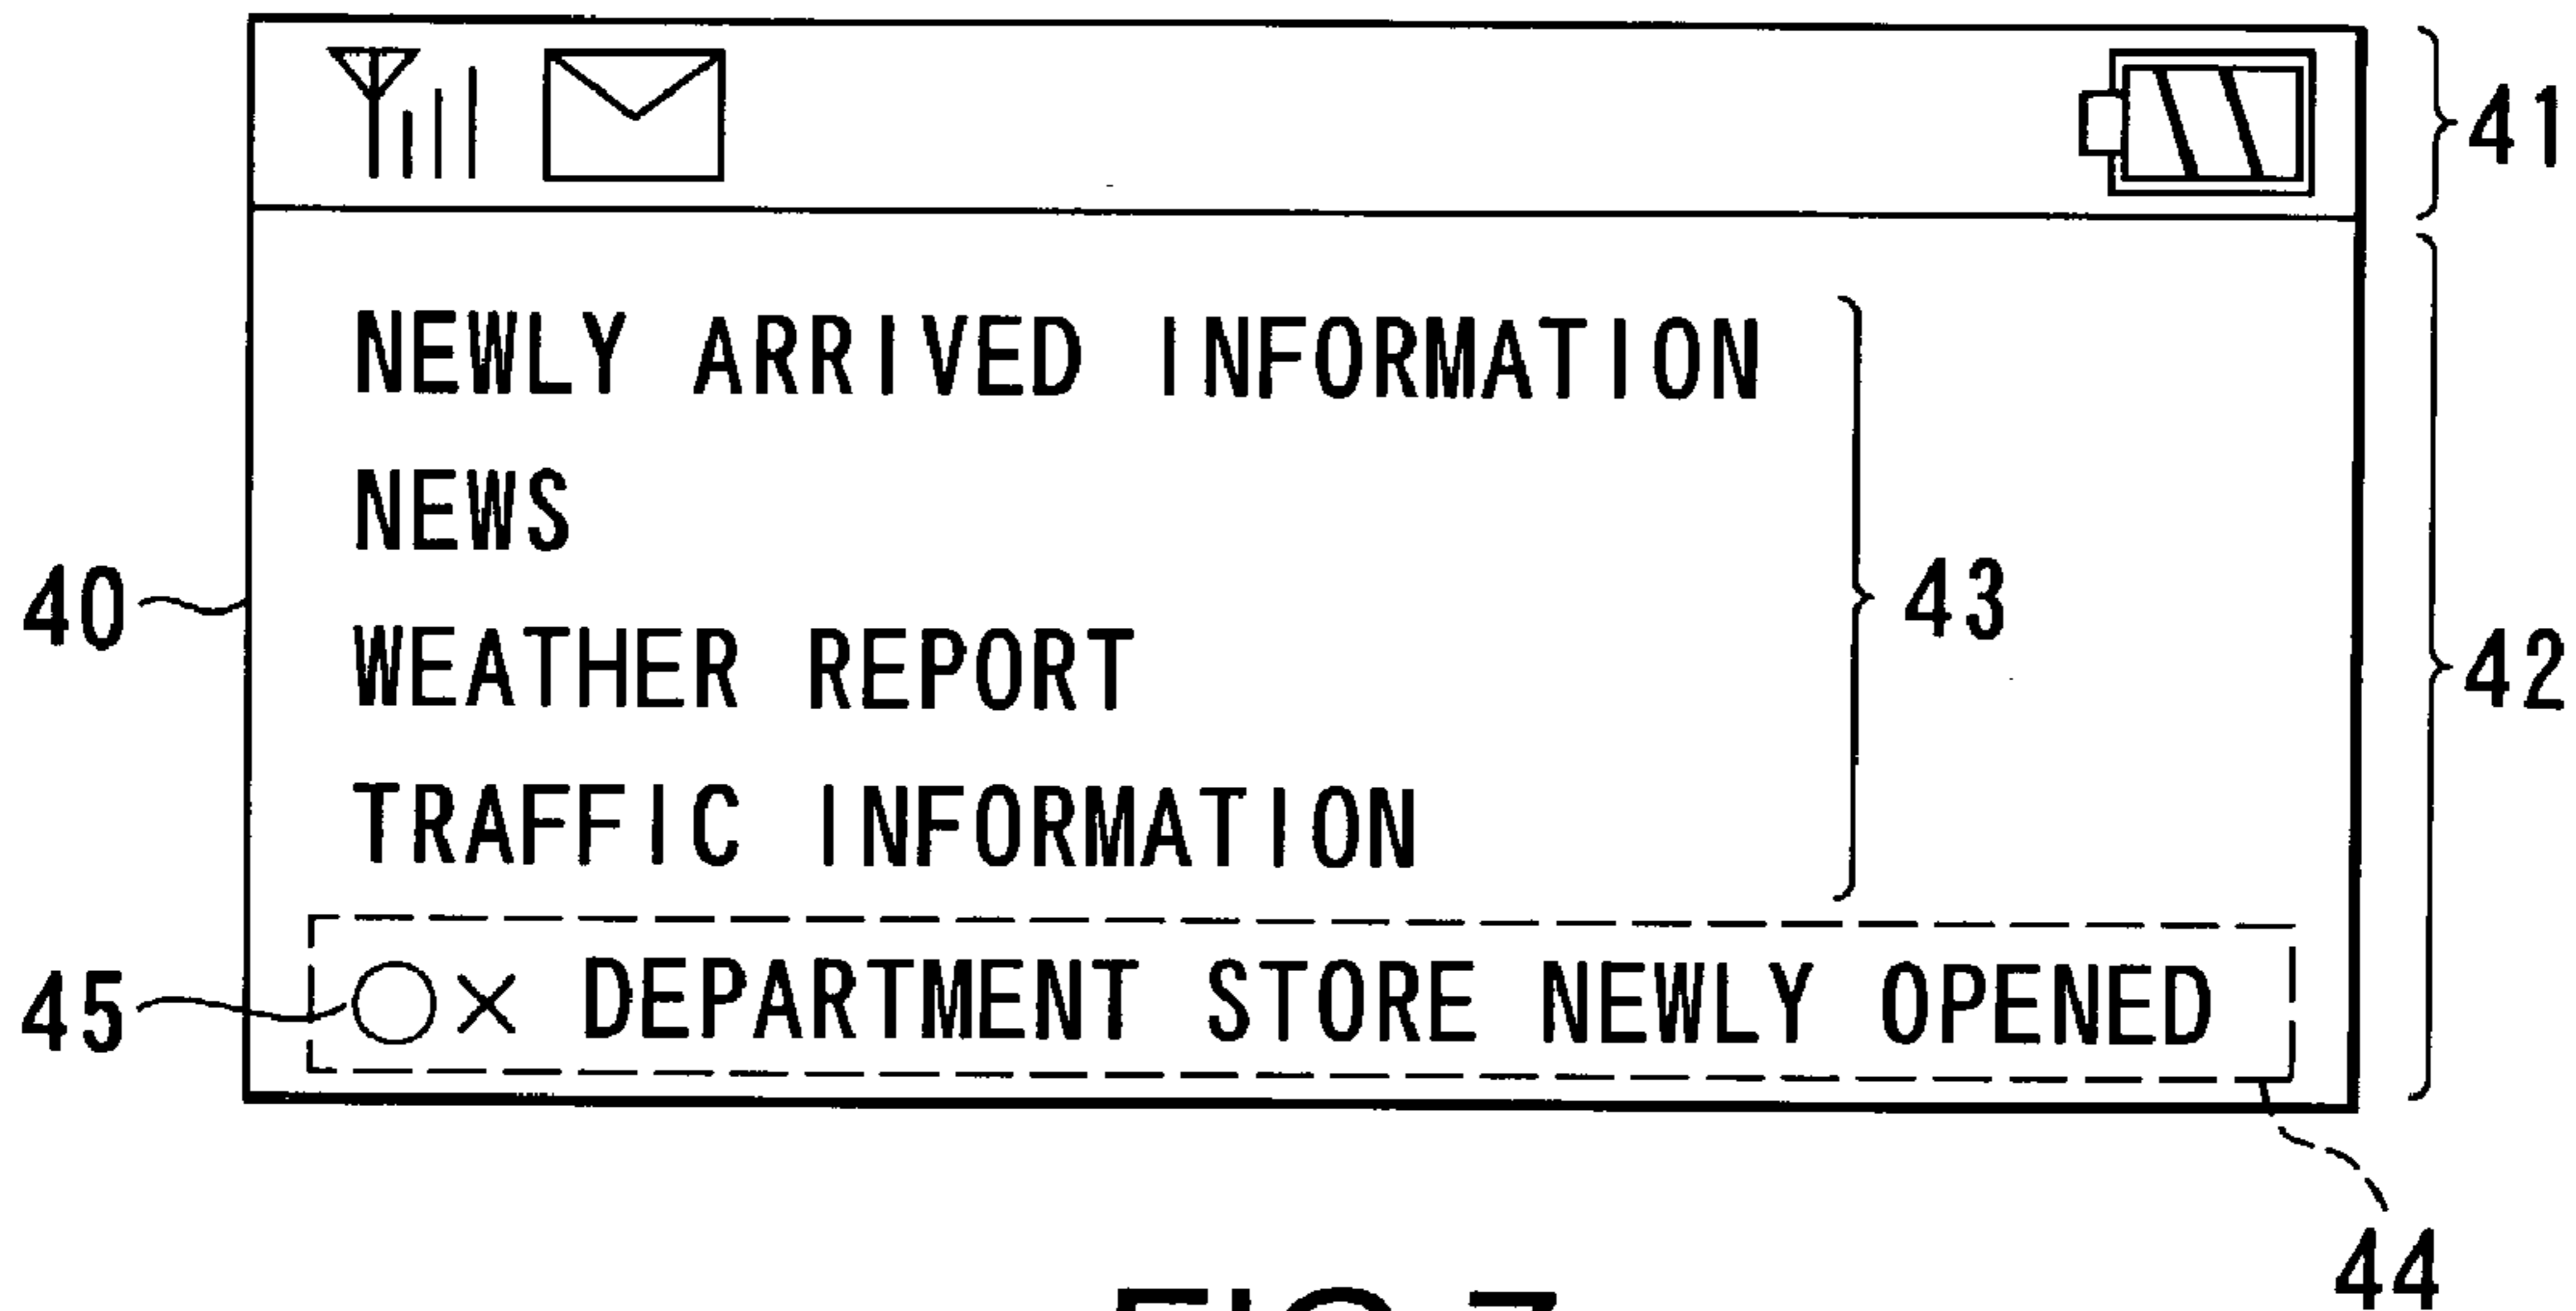 41
NEWLY ARRIVED INFORMATION
NEWS
40
43
WEATHER REPORT
42
TRAFFIC INFORMATION
45
○× DEPARTMENT STORE NEWLY OPENED
44